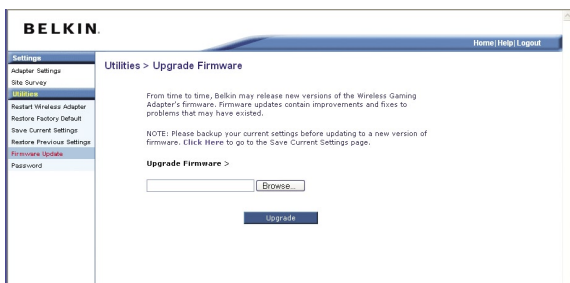 BELKIN.
Home|Help|Logout
Settings
Adapter Settings
Site Survey
Utilities
Restart Wireless Adapter
Restore Factory Default
Save Current Settings
Restore Previous Settings
Firmware Update
Password
Utilities > Upgrade Firmware
From time to time, Belkin may release new versions of the Wireless Gaming
Adapter's firmware. Firmware updates contain improvements and fixes to
problems that may have existed.
NOTE: Please backup your current settings before updating to a new version of
firmware. Click Here to go to the Save Current Settings page.
Upgrade Firmware >
Browse...
Upgrade